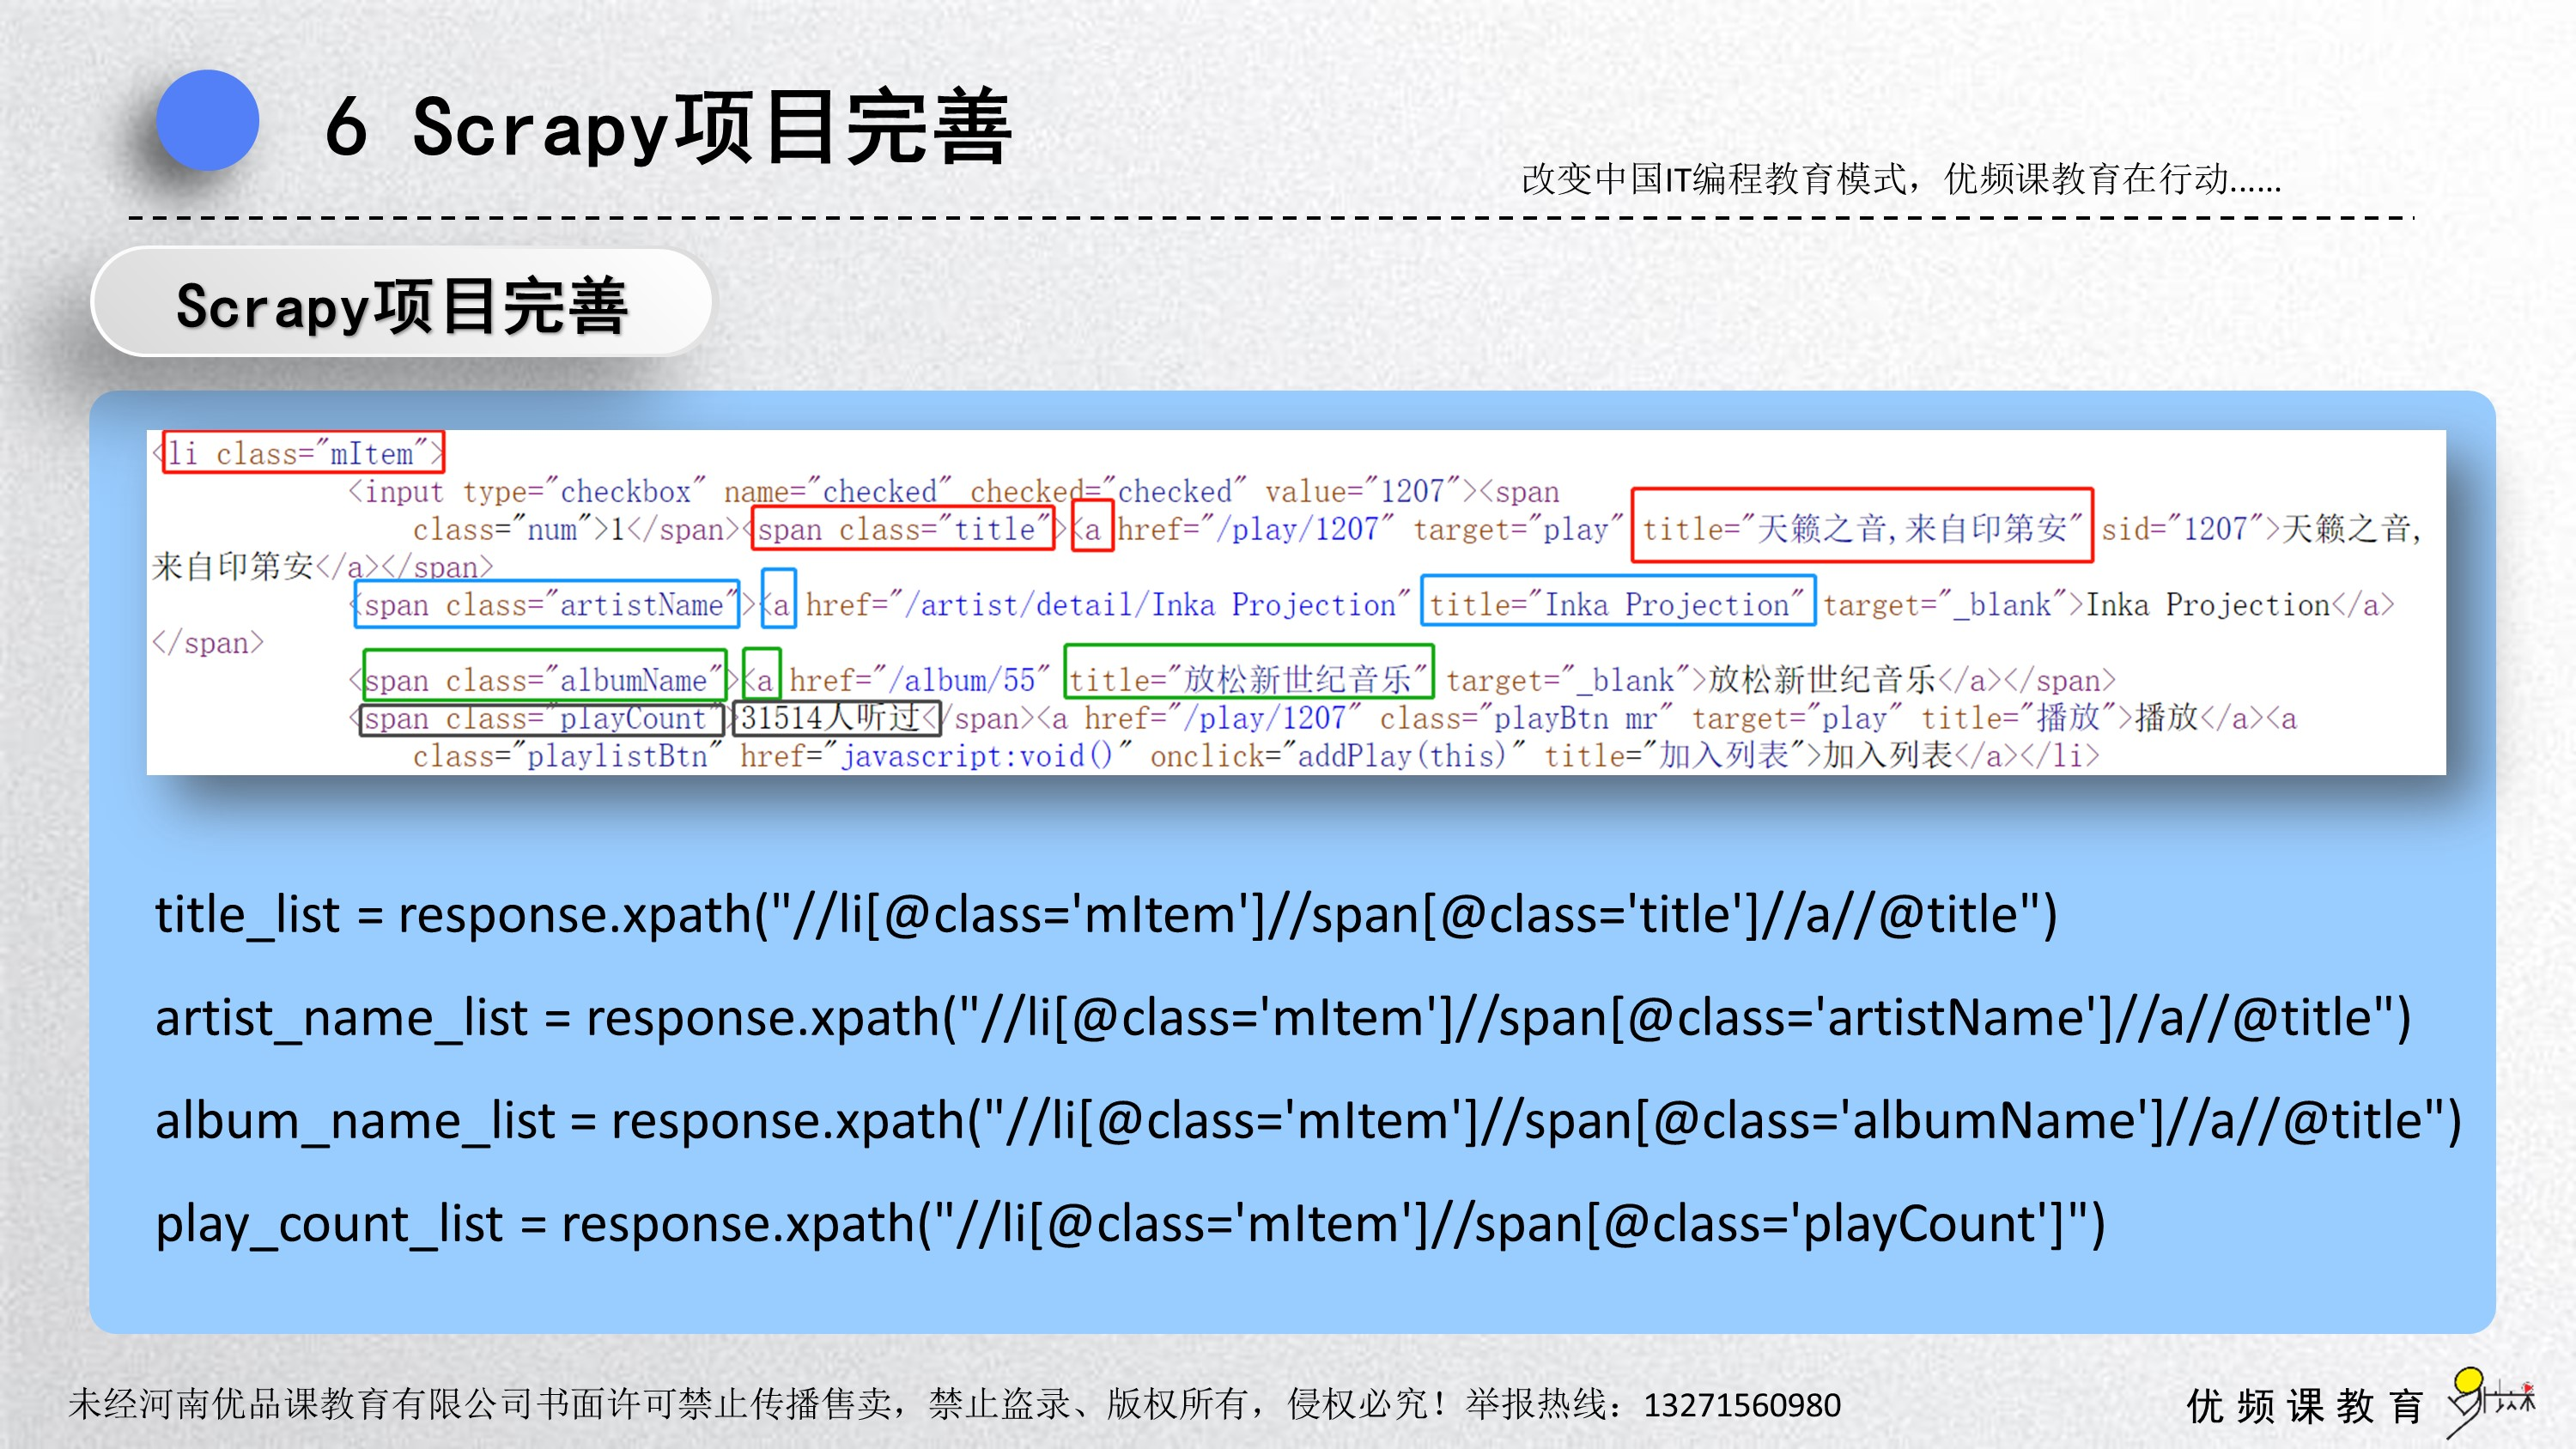 6 Scrapy项目完善
改变中国IT编程教育模式，优频课教育在行动......
Scrapy项目完善
<li class="mItem">
<input type="checkbox" name="checked" checked="checked" value="1207"><span
class="num">1</span><span class="title"><a href="/play/1207" target="play" title="天籁之音,来自印第安" sid="1207">天籁之音,
来自印第安</a></span>
<span class="artistName"><a href="/artist/detail/Inka Projection" title="Inka Projection" target="_blank">Inka Projection</a>
</span>
<span class="albumName"><a href="/album/55" title="放松新世纪音乐" target="_blank">放松新世纪音乐</a></span>
<span class="playCount">31514人听过</span><a href="/play/1207" class="playBtn mr" target="play" title="播放">播放</a><a
class="playlistBtn" href="javascript:void()" onclick="addPlay(this)" title="加入列表">加入列表</a></li>
title_list = response.xpath("//li[@class='mItem']//span[@class='title']//a//@title")
artist_name_list = response.xpath("//li[@class='mItem']//span[@class='artistName']//a//@title")
album_name_list = response.xpath("//li[@class='mItem']//span[@class='albumName']//a//@title")
play_count_list = response.xpath("//li[@class='mItem']//span[@class='playCount']")
未经河南优品课教育有限公司书面许可禁止传播售卖，禁止盗录、版权所有，侵权必究！举报热线：13271560980
优频课教育